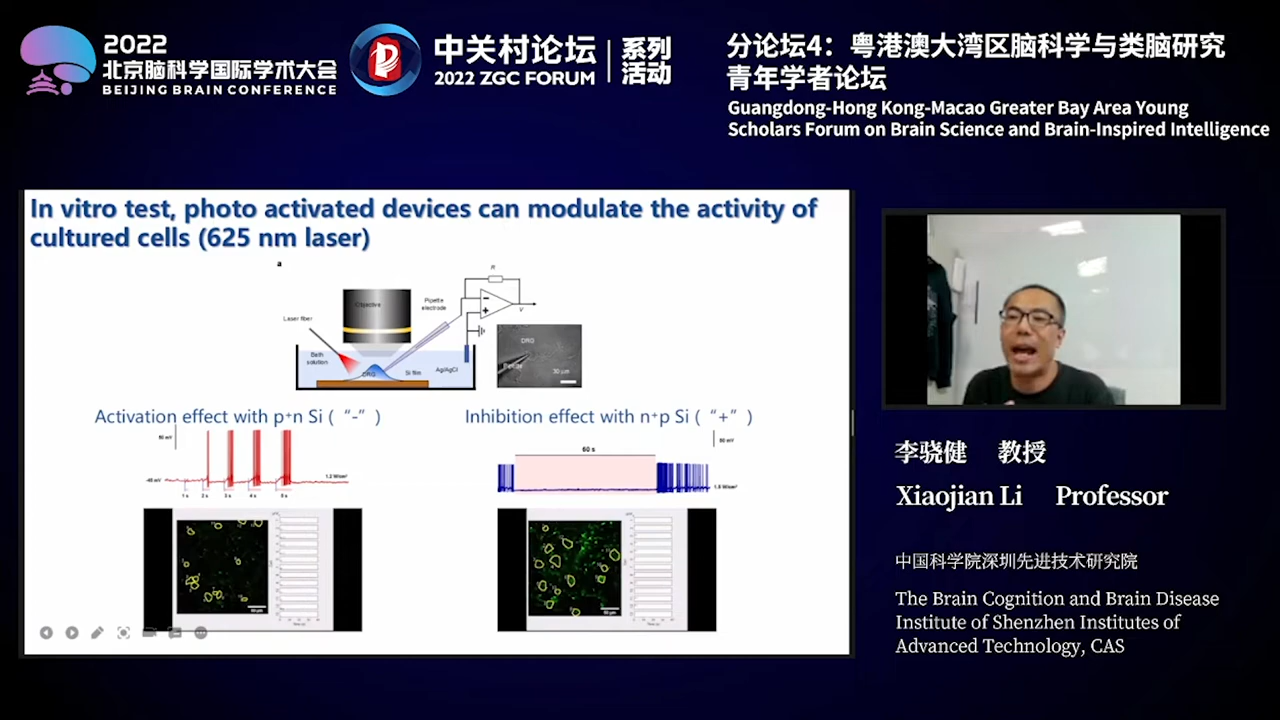 2022
北京脑科学国际学术大会
BEIJING BRAIN CONFERENCE
中关村论坛
2022 ZGC FORUM
系列
活动
分论坛4：粤港澳大湾区脑科学与类脑研究
青年学者论坛
Guangdong-Hong Kong-Macao Greater Bay Area Young
Scholars Forum on Brain Science and Brain-Inspired Intelligence
In vitro test, photo activated devices can modulate the activity of
cultured cells (625 nm laser)
a
R
Objective
Pipette
electrode
V
Laser fiber
Bath
solution
DRG
Si film
Ag/AgCl
DRG
Pipette
30 μm
Activation effect with p+n Si (“-”)
Inhibition effect with n+p Si (“+”)
50 mV
50 mV
60 s
1 s
2 s
3 s
4 s
5 s
李骁健 教授
Xiaojian Li Professor
中国科学院深圳先进技术研究院
The Brain Cognition and Brain Disease
Institute of Shenzhen Institutes of
Advanced Technology, CAS